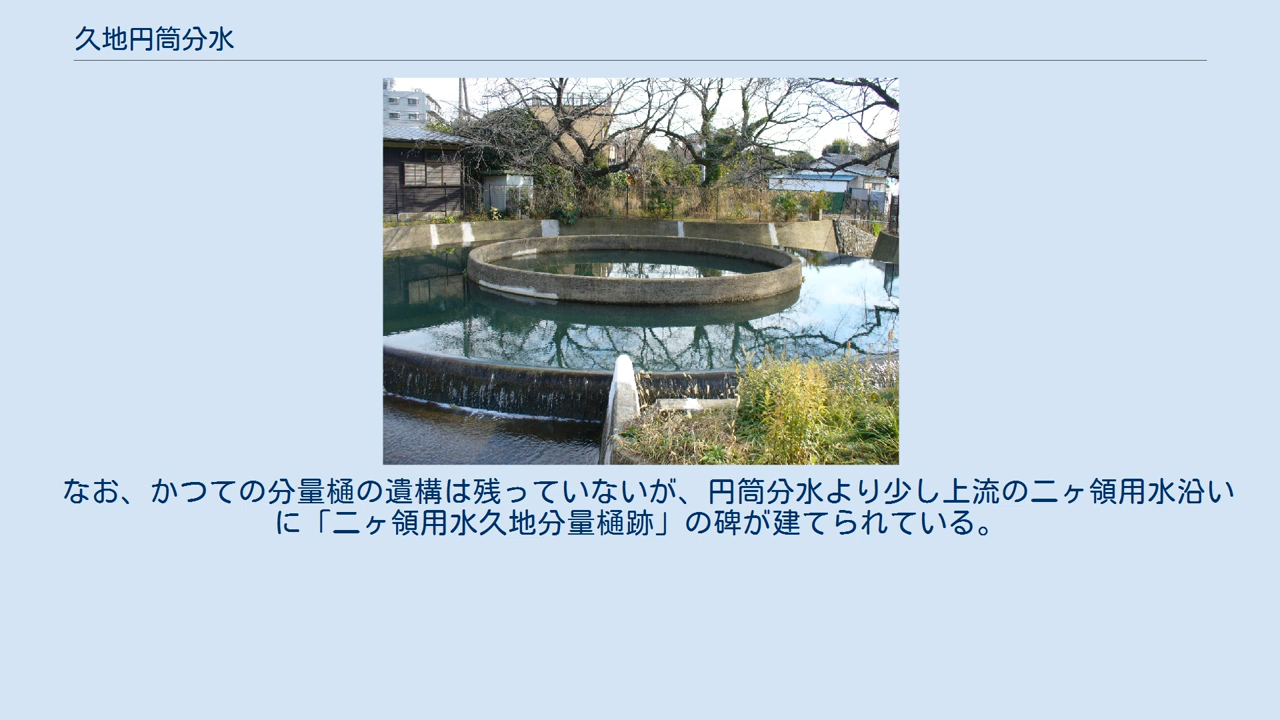 久地円筒分水
なお、かつての分量樋の遺構は残っていないが、円筒分水より少し上流の二ヶ領用水沿い
に「二ヶ領用水久地分量樋跡」の碑が建てられている。